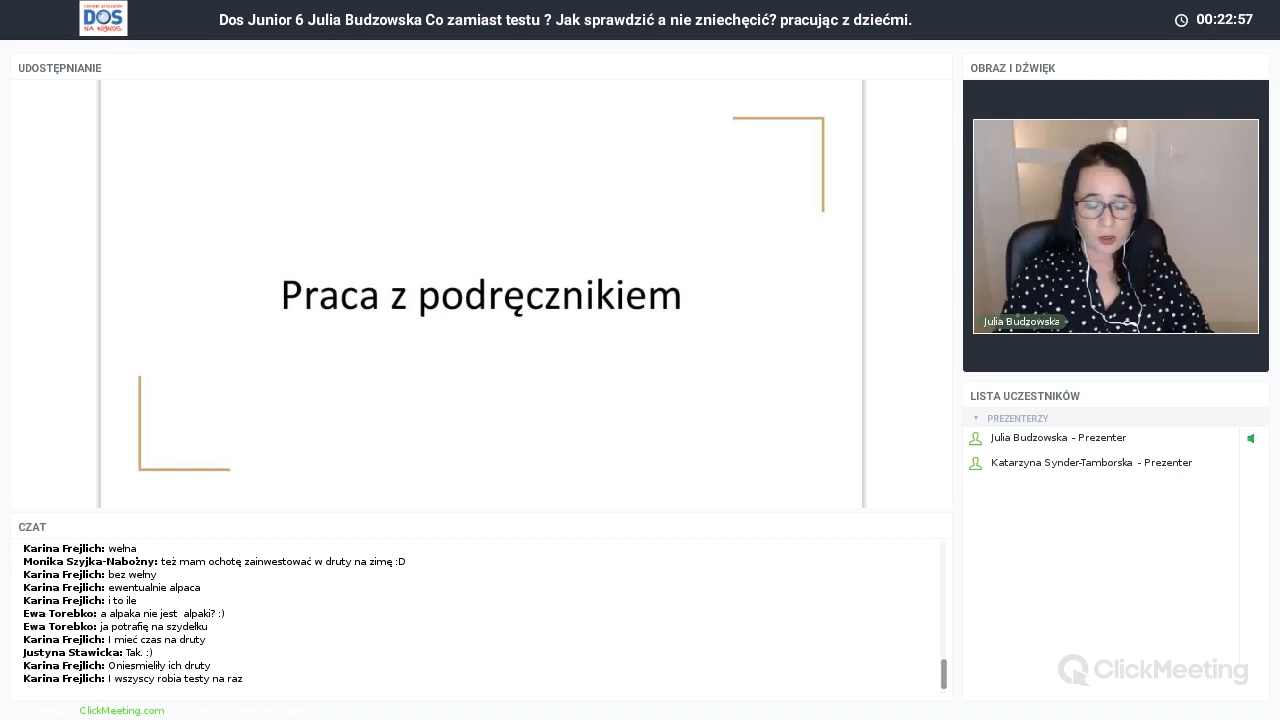 DOS
NA WYNOS
Dos Junior 6 Julia Budzowska Co zamiast testu ? Jak sprawdzić a nie zniechęcić? pracując z dziećmi.
00:22:57
UDOSTĘPNIANIE
Praca z podręcznikiem
OBRAZ I DŹWIĘK
Julia Budzowska
LISTA UCZESTNIKÓW
PREZENTERZY
Julia Budzowska - Prezenter
Katarzyna Synder-Tamborska - Prezenter
CZAT
Karina Frejlich: wełna
Monika Szyjka-Nabożny: też mam ochotę zainwestować w druty na zimę :D
Karina Frejlich: bez wełny
Karina Frejlich: ewentualnie alpaca
Karina Frejlich: i to ile
Ewa Torebko: a alpaka nie jest alpaki? :)
Ewa Torebko: ja potrafię na szydełku
Karina Frejlich: I mieć czas na druty
Justyna Stawicka: Tak. :)
Karina Frejlich: Oniesmieliły ich druty
Karina Frejlich: I wszyscy robia testy na raz
ClickMeeting
ClickMeeting.com